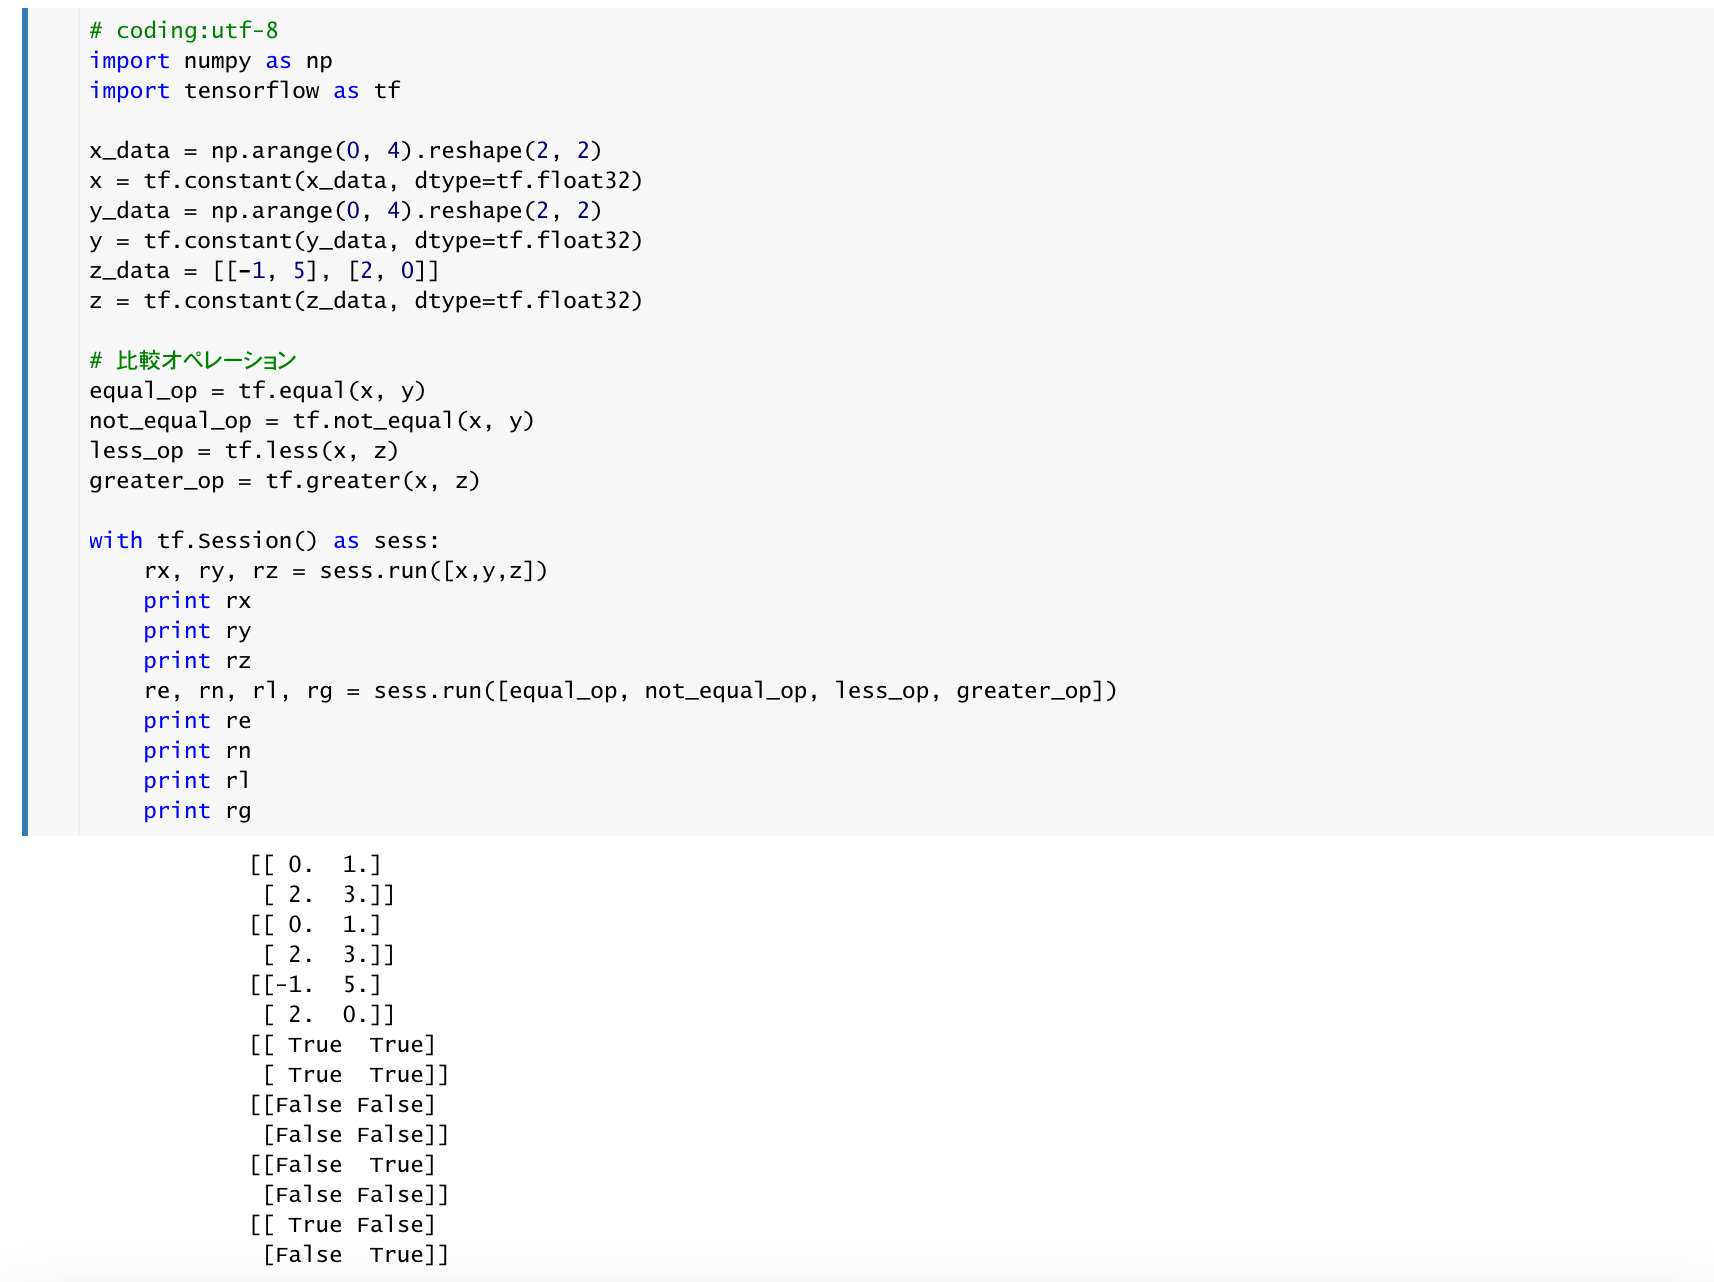 # coding:utf-8
import numpy as np
import tensorflow as tf
x_data = np.arange(0, 4).reshape(2, 2)
x = tf.constant(x_data, dtype=tf.float32)
y_data = np.arange(0, 4).reshape(2, 2)
y = tf.constant(y_data, dtype=tf.float32)
z_data = [[-1, 5], [2, 0]]
z = tf.constant(z_data, dtype=tf.float32)
# 比較オペレーション
equal_op = tf.equal(x, y)
not_equal_op = tf.not_equal(x, y)
less_op = tf.less(x, z)
greater_op = tf.greater(x, z)
with tf.Session() as sess:
    rx, ry, rz = sess.run([x,y,z])
    print rx
    print ry
    print rz
    re, rn, rl, rg = sess.run([equal_op, not_equal_op, less_op, greater_op])
    print re
    print rn
    print rl
    print rg
[[ 0.  1.]
 [ 2.  3.]]
[[ 0.  1.]
 [ 2.  3.]]
[[-1.  5.]
 [ 2.  0.]]
[[ True  True]
 [ True  True]]
[[False False]
 [False False]]
[[False  True]
 [False False]]
[[ True False]
 [False  True]]